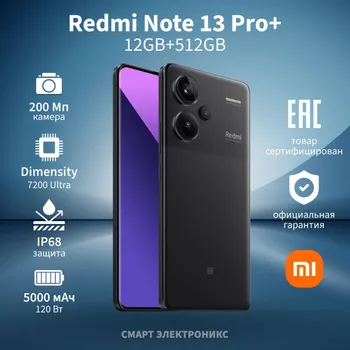 Redmi Note 13 Pro+
12GB+512GB
200 Мп
камера
Dimensity
7200 Ultra
IP68
защита
5000 мАч
120 Вт
Redmi
EAC
товар
сертифицирован
официальная
гарантия
mi
СМАРТ ЭЛЕКТРОНИКС